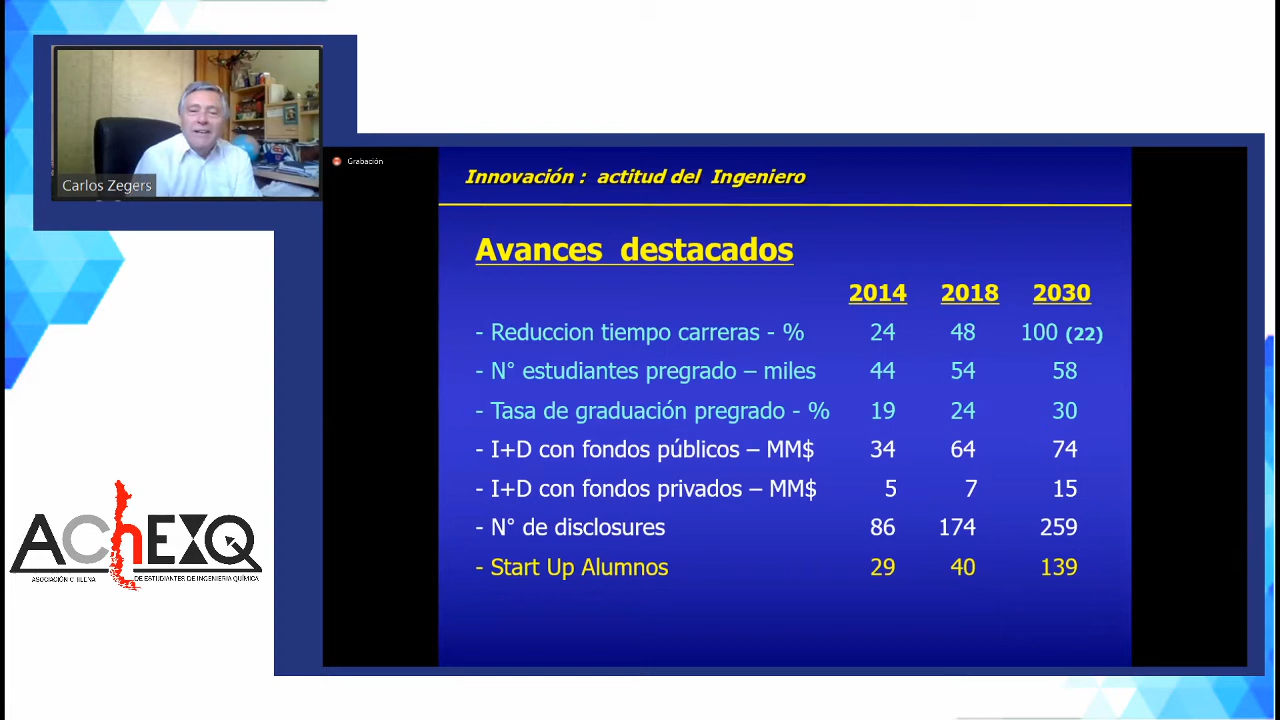 Carlos Zegers
Grabación
Innovación : actitud del Ingeniero
Avances destacados
2014 2018 2030
- Reduccion tiempo carreras - % 24 48 100 (22)
- N° estudiantes pregrado – miles 44 54 58
- Tasa de graduación pregrado - % 19 24 30
- I+D con fondos públicos – MM$ 34 64 74
- I+D con fondos privados – MM$ 5 7 15
- N° de disclosures 86 174 259
- Start Up Alumnos 29 40 139
AChEXQ
ASOCIACIÓN CHILENA DE ESTUDIANTES DE INGENIERIA QUÍMICA